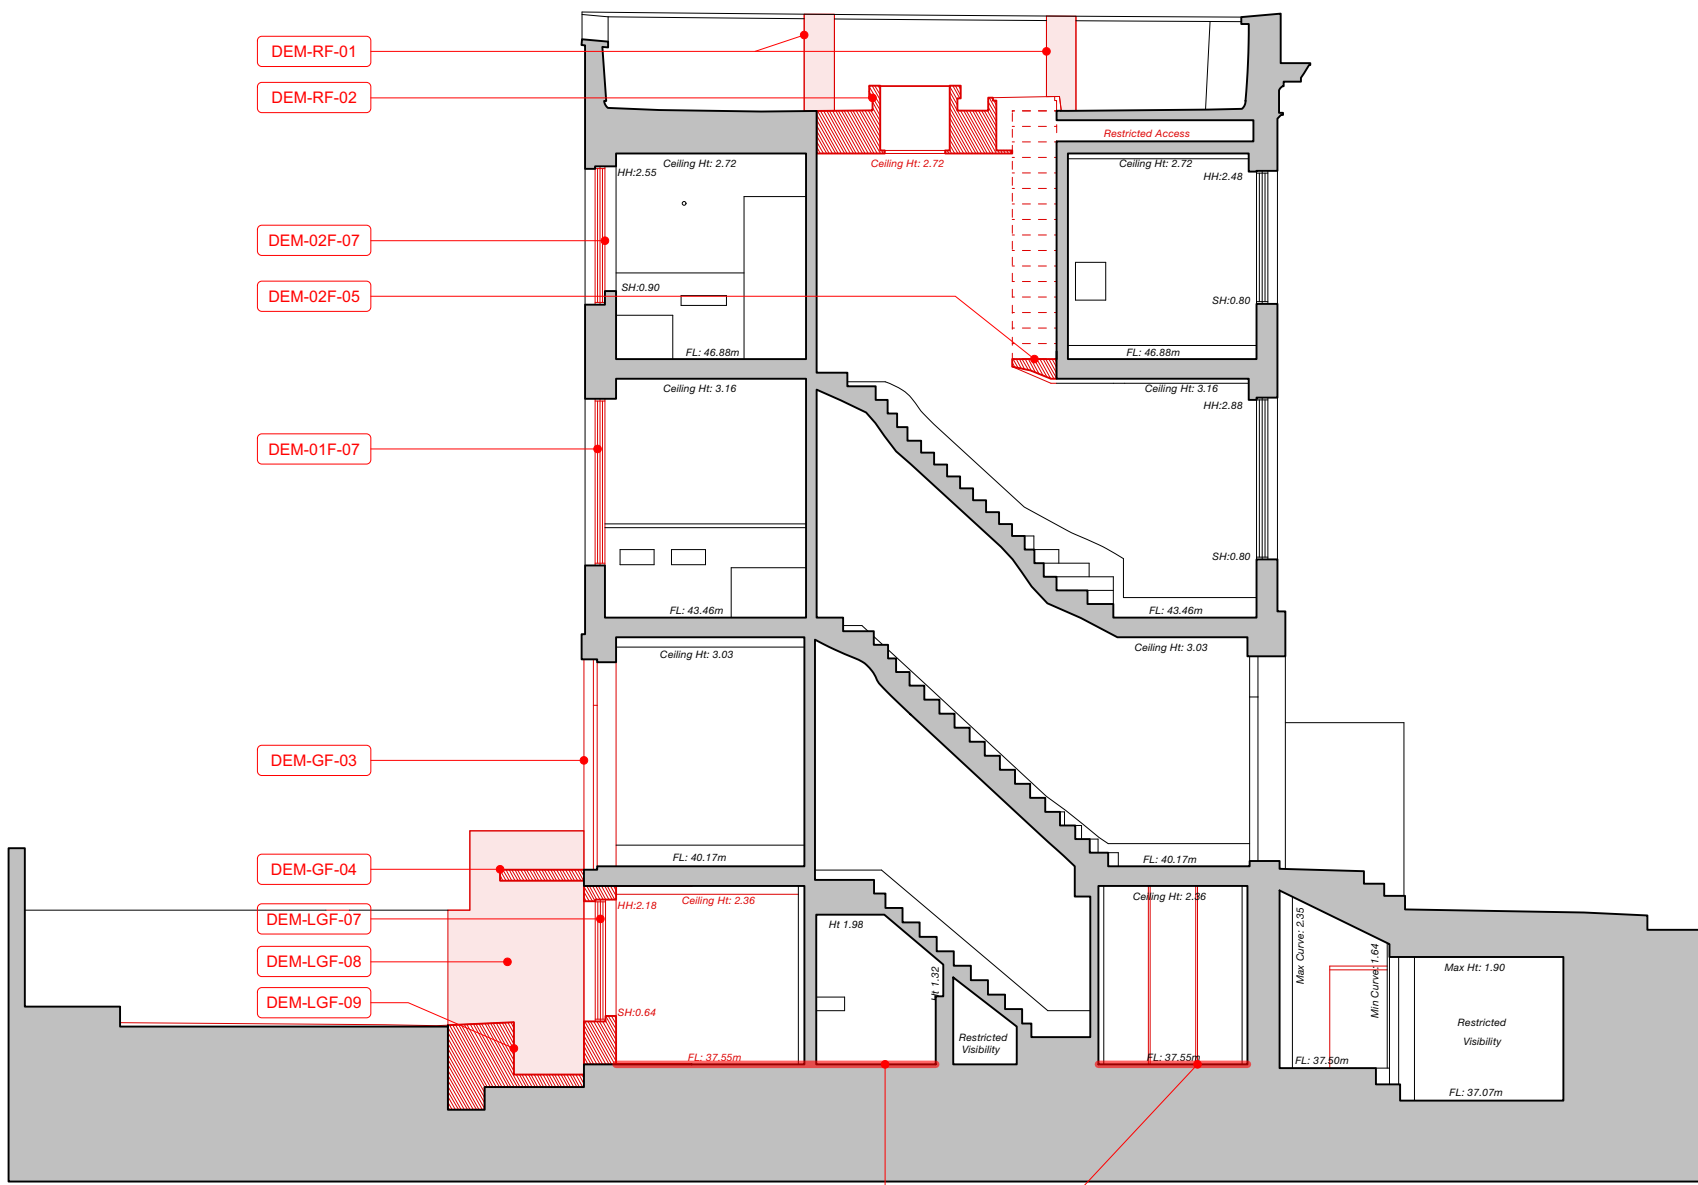 DEM-RF-01
DEM-RF-02
Restricted Access
Ceiling Ht: 2.72
Ceiling Ht: 2.72
Ceiling Ht: 2.72
HH:2.55
HH:2.48
DEM-02F-07
SH:0.90
DEM-02F-05
SH:0.80
FL: 46.88m
FL: 46.88m
Ceiling Ht: 3.16
Ceiling Ht: 3.16
HH:2.88
DEM-01F-07
SH:0.80
FL: 43.46m
FL: 43.46m
Ceiling Ht: 3.03
Ceiling Ht: 3.03
DEM-GF-03
FL: 40.17m
FL: 40.17m
DEM-GF-04
Ceiling Ht: 2.36
Ceiling Ht: 2.36
HH:2.18
DEM-LGF-07
Ht 1.98
Max Curve: 2.35
DEM-LGF-08
Ht 1.32
Min Curve: 1.64
Max Ht: 1.90
DEM-LGF-09
SH:0.64
Restricted
Visibility
Restricted
Visibility
FL: 37.55m
FL: 37.55m
FL: 37.50m
FL: 37.07m